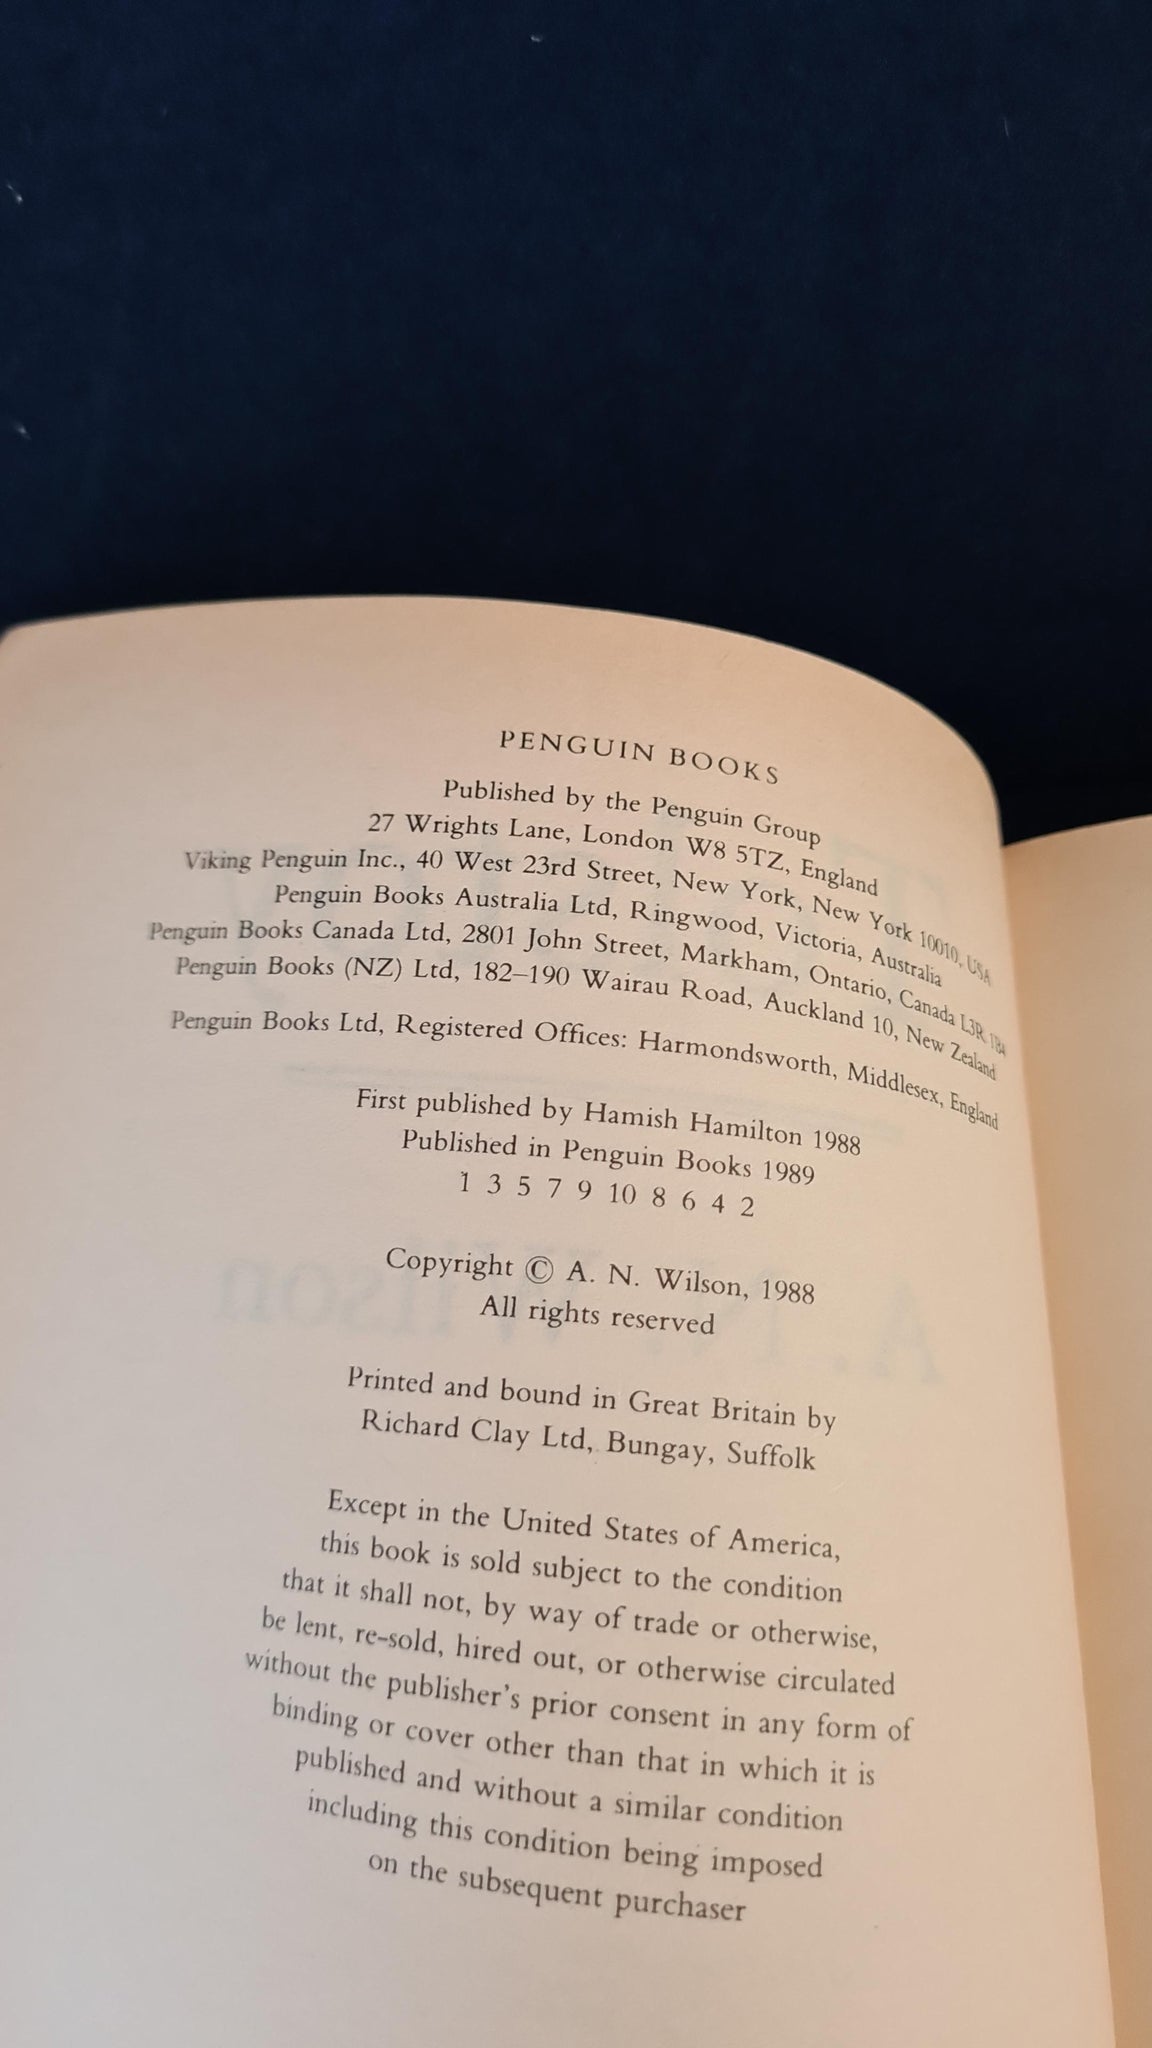 PENGUIN BOOKS
Published by the Penguin Group
27 Wrights Lane, London W8 5TZ, England
Viking Penguin Inc., 40 West 23rd Street, New York, New York 10010, USA
Penguin Books Australia Ltd, Ringwood, Victoria, Australia
Penguin Books Canada Ltd, 2801 John Street, Markham, Ontario, Canada L3R 1B4
Penguin Books (NZ) Ltd, 182–190 Wairau Road, Auckland 10, New Zealand
Penguin Books Ltd, Registered Offices: Harmondsworth, Middlesex, England
First published by Hamish Hamilton 1988
Published in Penguin Books 1989
1 3 5 7 9 10 8 6 4 2
Copyright © A. N. Wilson, 1988
All rights reserved
Printed and bound in Great Britain by
Richard Clay Ltd, Bungay, Suffolk
Except in the United States of America,
this book is sold subject to the condition
that it shall not, by way of trade or otherwise,
be lent, re-sold, hired out, or otherwise circulated
without the publisher's prior consent in any form of
binding or cover other than that in which it is
published and without a similar condition
including this condition being imposed
on the subsequent purchaser